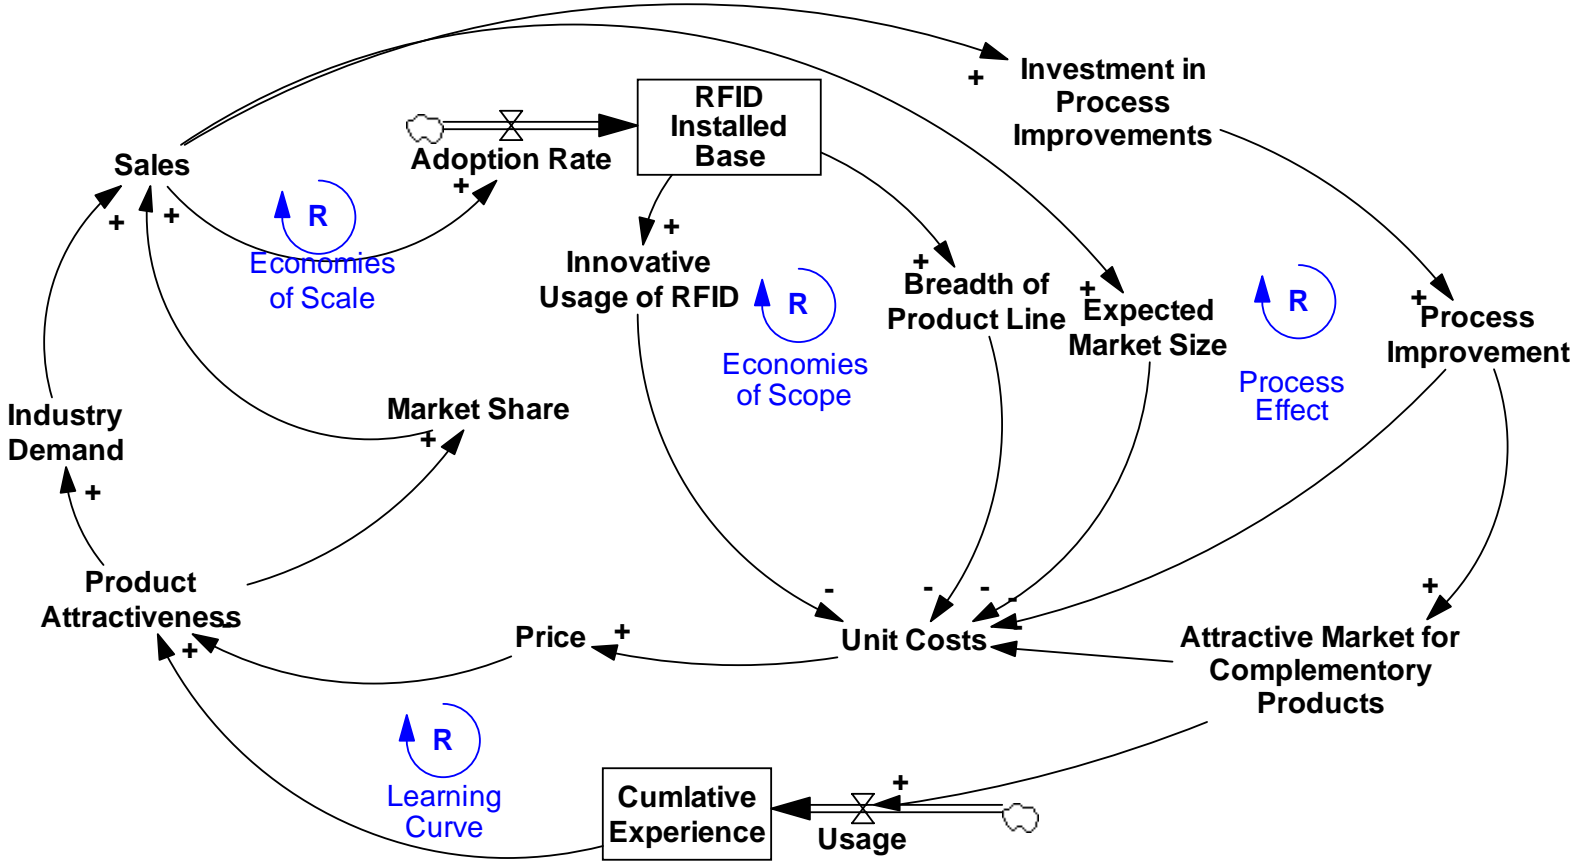 Investment in
Process
Improvements
+
RFID
Installed
Base
Sales
Adoption Rate
+
+
+
R
Economies
of Scale
+
Innovative
Usage of RFID
R
Economies
of Scope
+
Breadth of
Product Line
+
Expected
Market Size
R
Process
Effect
+
Process
Improvement
Industry
Demand
+
Market Share
+
Product
Attractiveness
-
+
Price
+
-
-
-
-
-
Unit Costs
+
Attractive Market for
Complementory
Products
R
Learning
Curve
Cumlative
Experience
+
Usage